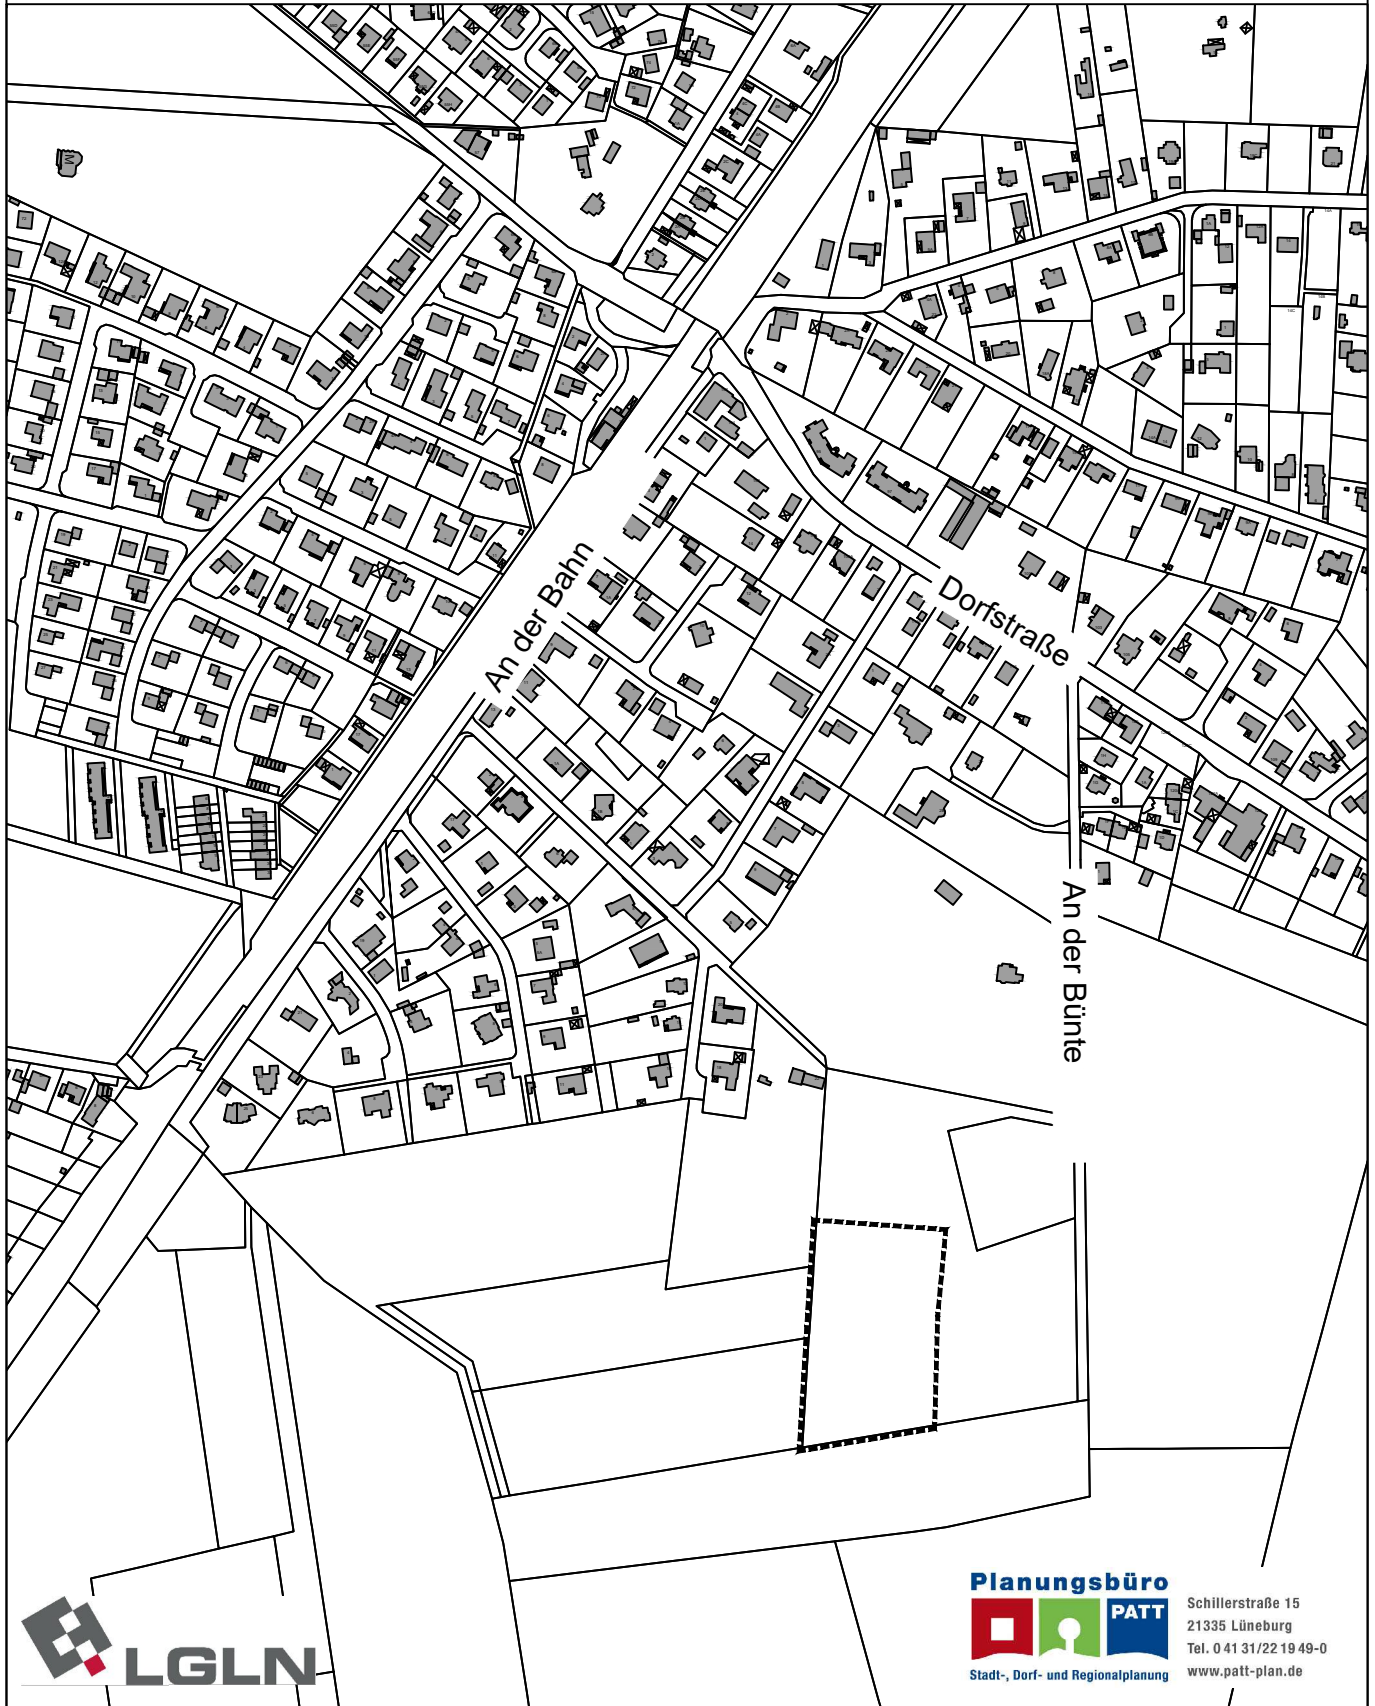 An der Bahn
Dorfstraße
An der Bünte
LGLN
Planungsbüro
PATT
Stadt-, Dorf- und Regionalplanung
Schillerstraße 15
21335 Lüneburg
Tel. 0 41 31/22 19 49-0
www.patt-plan.de